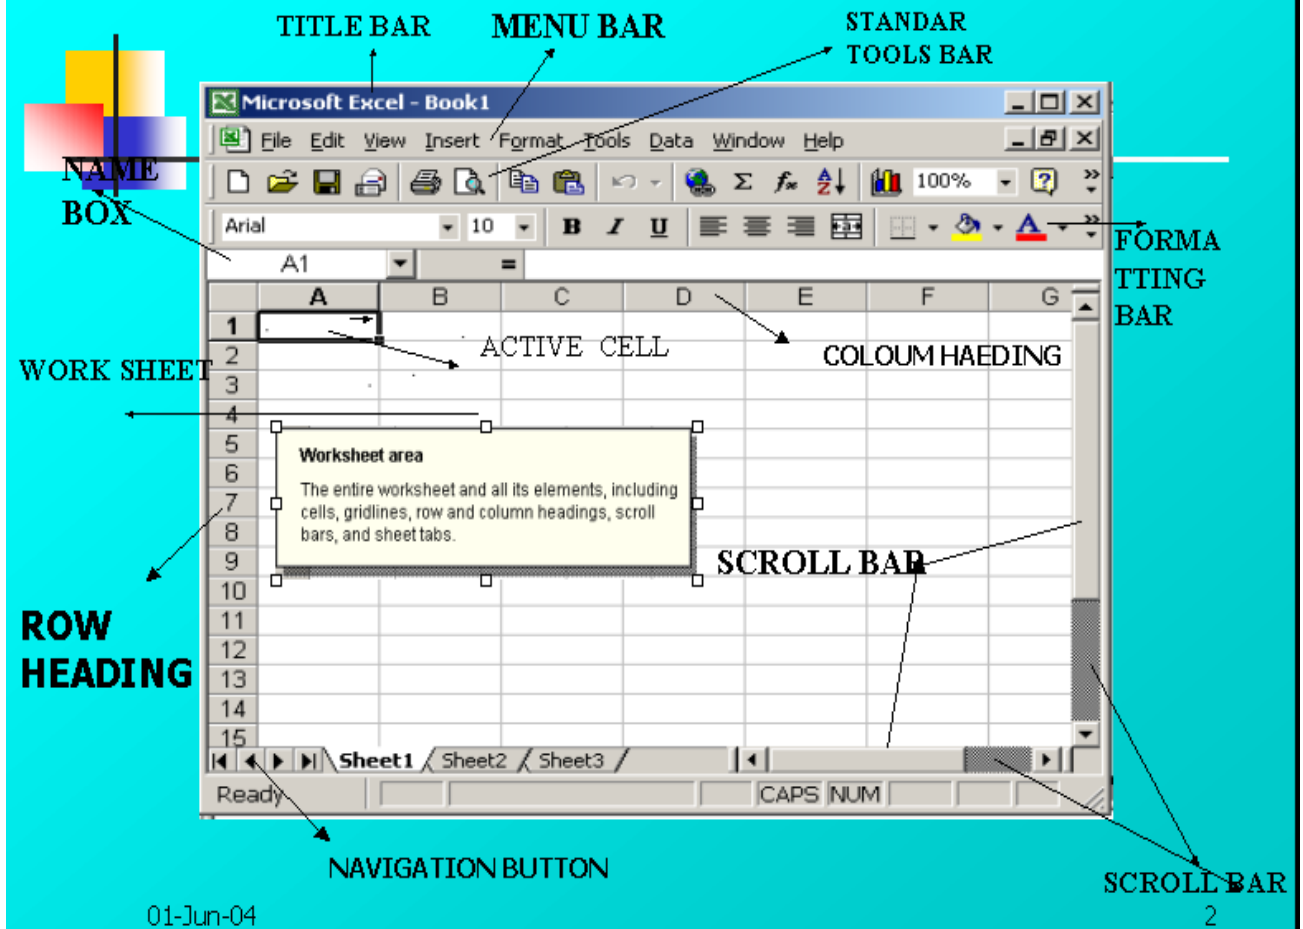 TITLE BAR
MENU BAR
STANDAR
TOOLS BAR
Microsoft Excel - Book1
File Edit View Insert Format Tools Data Window Help
NAME
BOX
100%
Arial 10 B I U
FORMA
TTING
BAR
A1 =
A B C D E F G
1
2
3
4
5
6
7
8
9
10
11
12
13
14
15
ACTIVE CELL
COLOUM HAEDING
WORK SHEET
Worksheet area
The entire worksheet and all its elements, including
cells, gridlines, row and column headings, scroll
bars, and sheet tabs.
SCROLL BAR
ROW
HEADING
Sheet1 Sheet2 Sheet3
Ready CAPS NUM
NAVIGATION BUTTON
SCROLL BAR
01-Jun-04
2